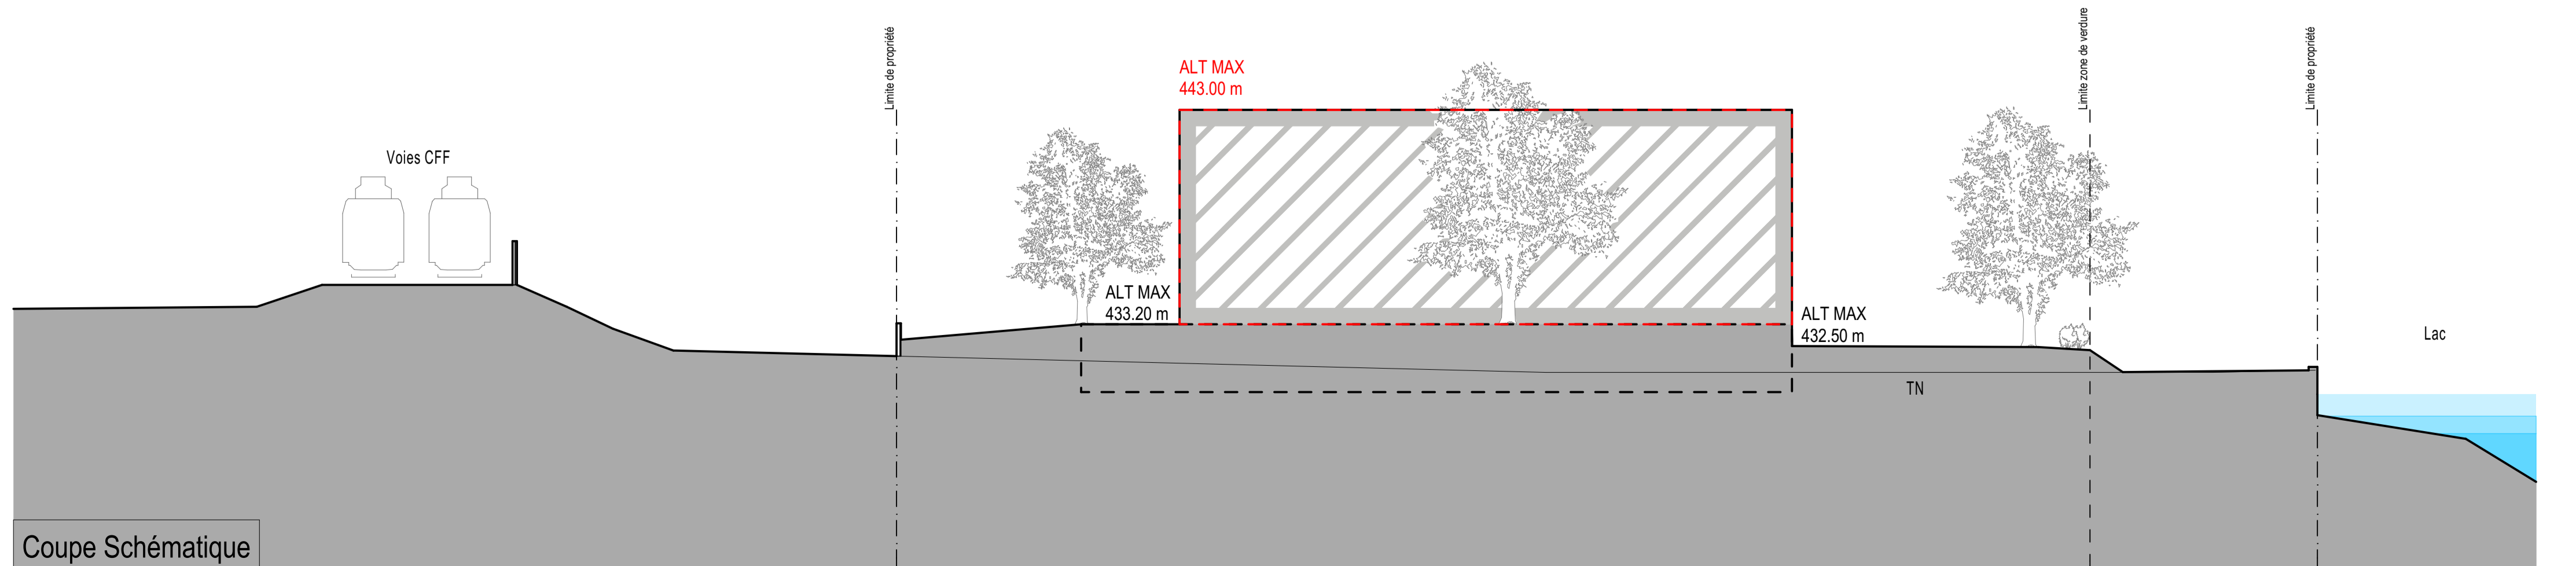 Limite de propriété
Limite zone de verdure
Limite de propriété
ALT MAX
443.00 m
Voies CFF
ALT MAX
433.20 m
ALT MAX
432.50 m
Lac
TN
Coupe Schématique